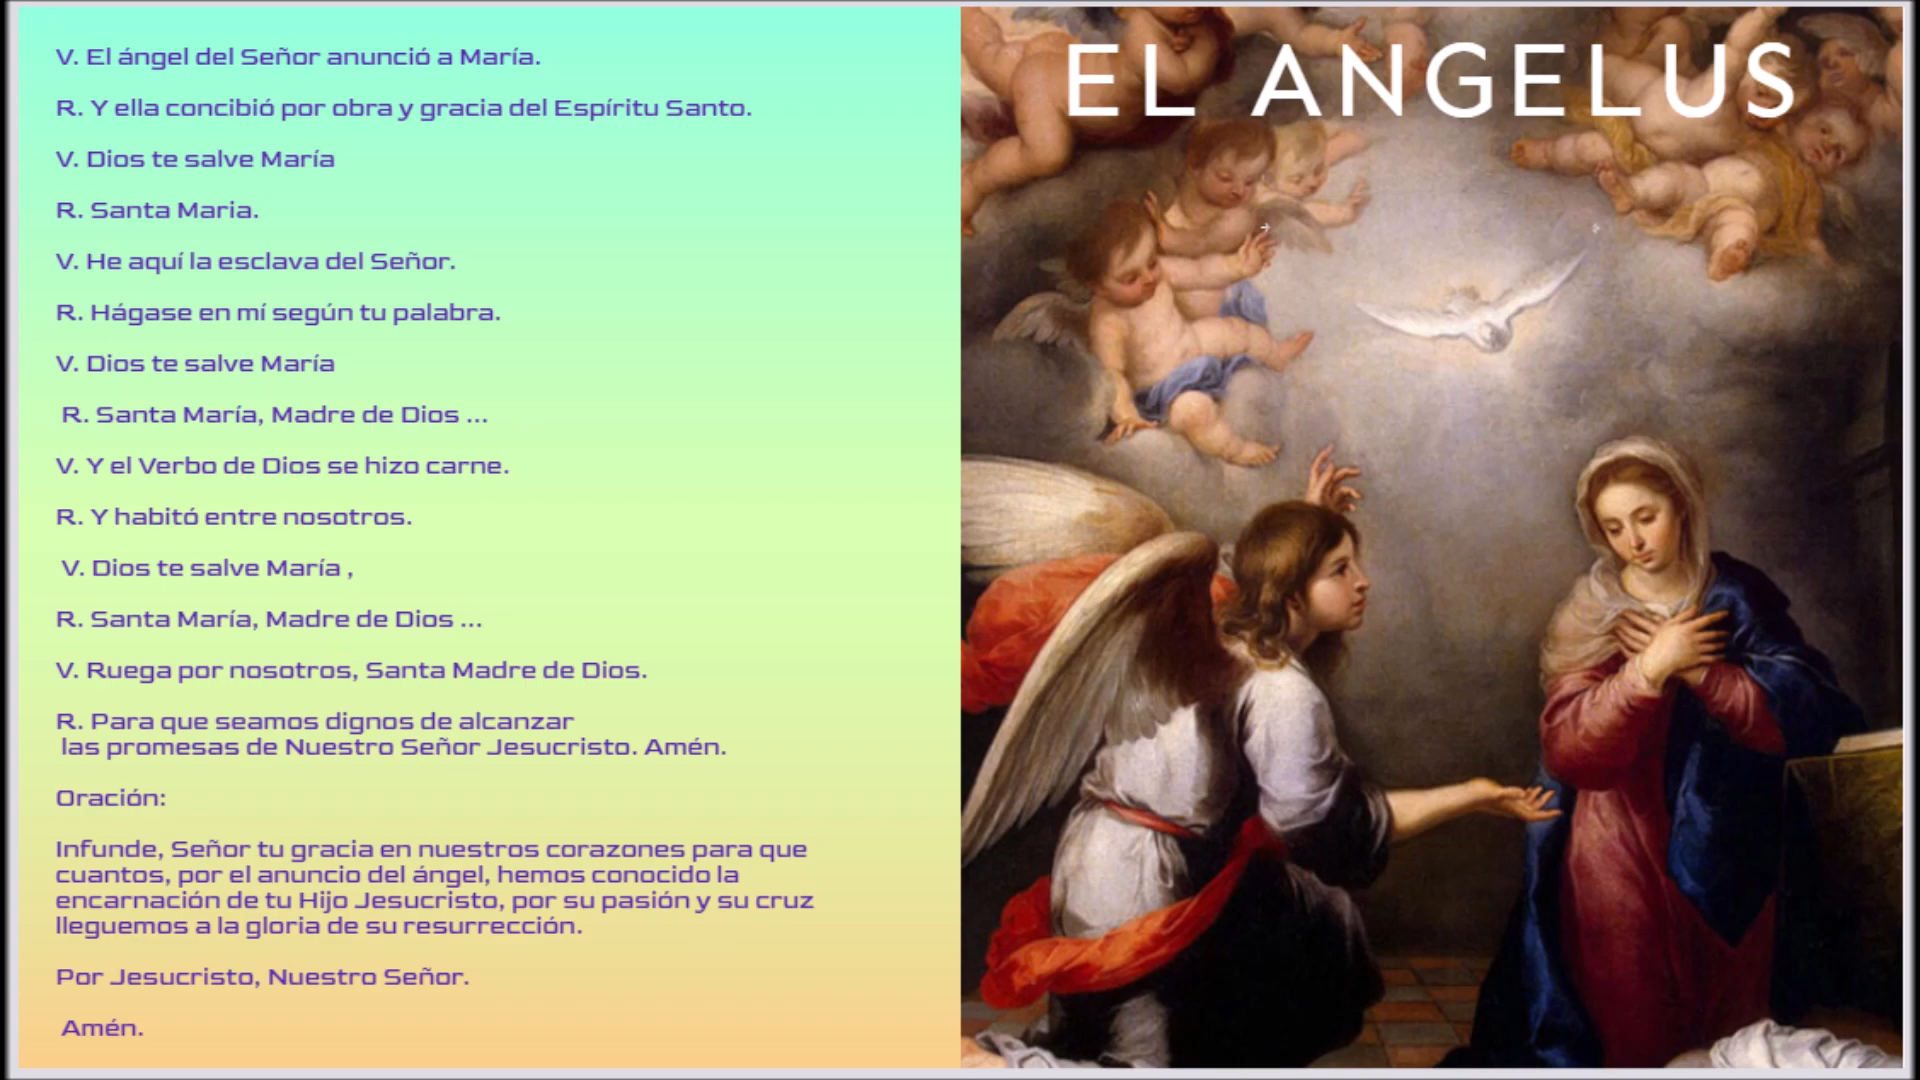 V. El ángel del Señor anunció a María.
R. Y ella concibió por obra y gracia del Espíritu Santo.
V. Dios te salve María
R. Santa Maria.
V. He aquí la esclava del Señor.
R. Hágase en mí según tu palabra.
V. Dios te salve María
R. Santa María, Madre de Dios ...
V. Y el Verbo de Dios se hizo carne.
R. Y habitó entre nosotros.
V. Dios te salve María ,
R. Santa María, Madre de Dios ...
V. Ruega por nosotros, Santa Madre de Dios.
R. Para que seamos dignos de alcanzar
las promesas de Nuestro Señor Jesucristo. Amén.
Oración:
Infunde, Señor tu gracia en nuestros corazones para que
cuantos, por el anuncio del ángel, hemos conocido la
encarnación de tu Hijo Jesucristo, por su pasión y su cruz
lleguemos a la gloria de su resurrección.
Por Jesucristo, Nuestro Señor.
Amén.
EL ANGELUS